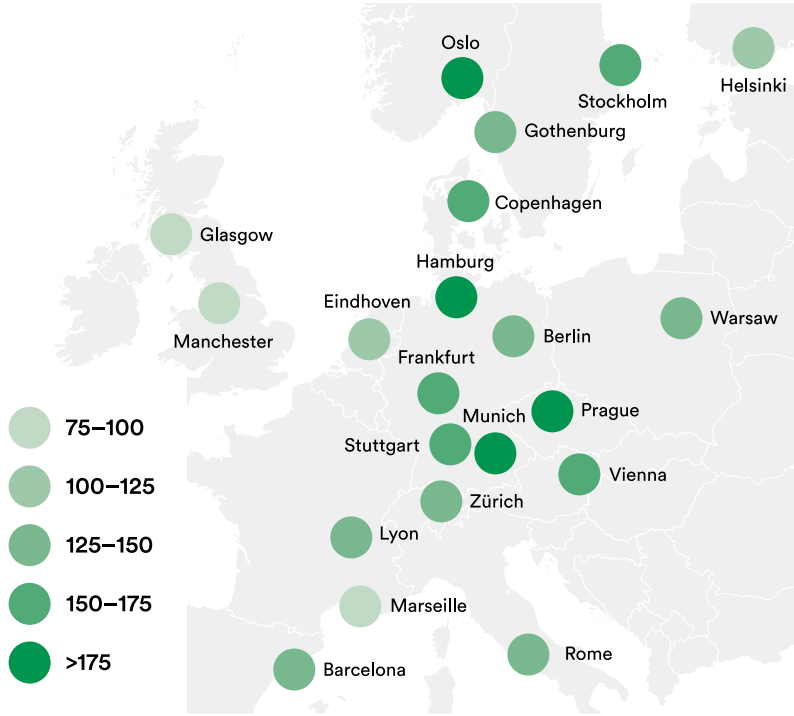 Oslo
Helsinki
Stockholm
Gothenburg
Copenhagen
Glasgow
Hamburg
Eindhoven
Warsaw
Manchester
Berlin
Frankfurt
Munich
Prague
75–100
Stuttgart
Vienna
100–125
Zürich
125–150
Lyon
150–175
Marseille
>175
Barcelona
Rome